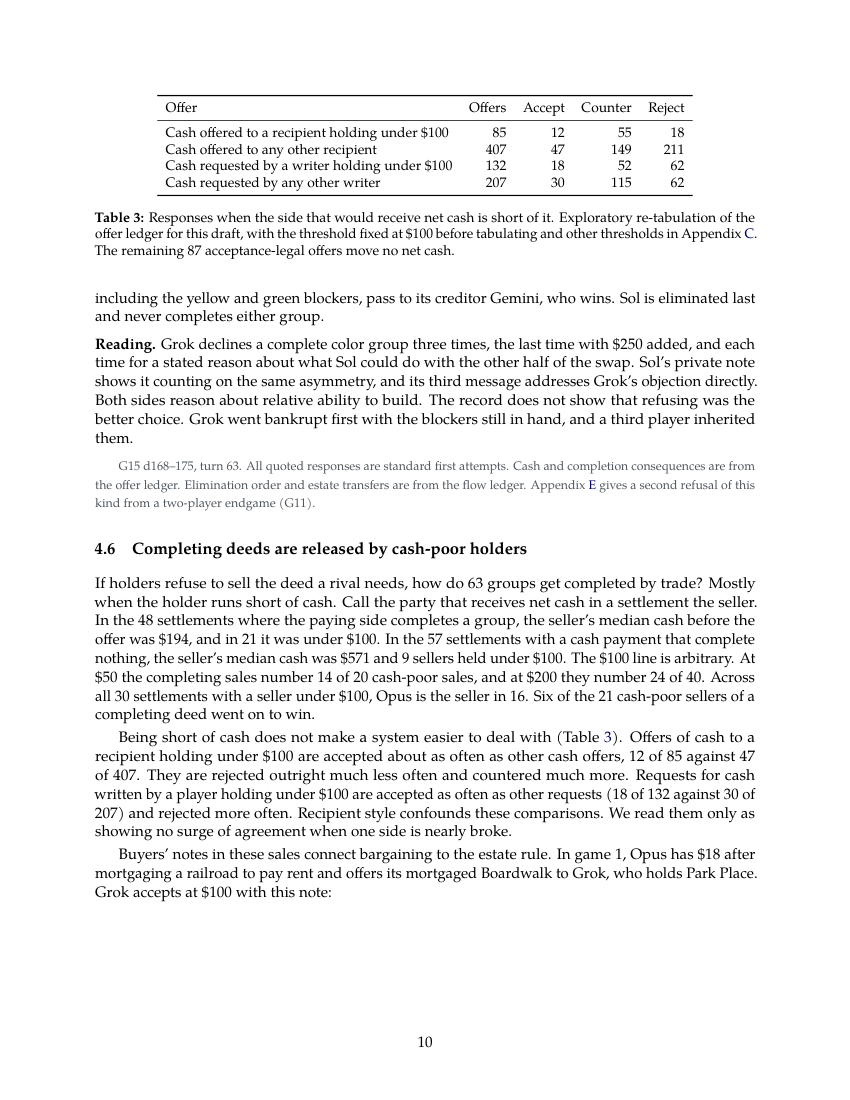 Offer Offers Accept Counter Reject
Cash offered to a recipient holding under $100 85 12 55 18
Cash offered to any other recipient 407 47 149 211
Cash requested by a writer holding under $100 132 18 52 62
Cash requested by any other writer 207 30 115 62
Table 3: Responses when the side that would receive net cash is short of it. Exploratory re-tabulation of the
offer ledger for this draft, with the threshold fixed at $100 before tabulating and other thresholds in Appendix C.
The remaining 87 acceptance-legal offers move no net cash.
including the yellow and green blockers, pass to its creditor Gemini, who wins. Sol is eliminated last
and never completes either group.
Reading. Grok declines a complete color group three times, the last time with $250 added, and each
time for a stated reason about what Sol could do with the other half of the swap. Sol's private note
shows it counting on the same asymmetry, and its third message addresses Grok's objection directly.
Both sides reason about relative ability to build. The record does not show that refusing was the
better choice. Grok went bankrupt first with the blockers still in hand, and a third player inherited
them.
G15 d168–175, turn 63. All quoted responses are standard first attempts. Cash and completion consequences are from
the offer ledger. Elimination order and estate transfers are from the flow ledger. Appendix E gives a second refusal of this
kind from a two-player endgame (G11).
4.6 Completing deeds are released by cash-poor holders
If holders refuse to sell the deed a rival needs, how do 63 groups get completed by trade? Mostly
when the holder runs short of cash. Call the party that receives net cash in a settlement the seller.
In the 48 settlements where the paying side completes a group, the seller's median cash before the
offer was $194, and in 21 it was under $100. In the 57 settlements with a cash payment that complete
nothing, the seller's median cash was $571 and 9 sellers held under $100. The $100 line is arbitrary. At
$50 the completing sales number 14 of 20 cash-poor sales, and at $200 they number 24 of 40. Across
all 30 settlements with a seller under $100, Opus is the seller in 16. Six of the 21 cash-poor sellers of a
completing deed went on to win.
Being short of cash does not make a system easier to deal with (Table 3). Offers of cash to a
recipient holding under $100 are accepted about as often as other cash offers, 12 of 85 against 47
of 407. They are rejected outright much less often and countered much more. Requests for cash
written by a player holding under $100 are accepted as often as other requests (18 of 132 against 30 of
207) and rejected more often. Recipient style confounds these comparisons. We read them only as
showing no surge of agreement when one side is nearly broke.
Buyers' notes in these sales connect bargaining to the estate rule. In game 1, Opus has $18 after
mortgaging a railroad to pay rent and offers its mortgaged Boardwalk to Grok, who holds Park Place.
Grok accepts at $100 with this note:
10